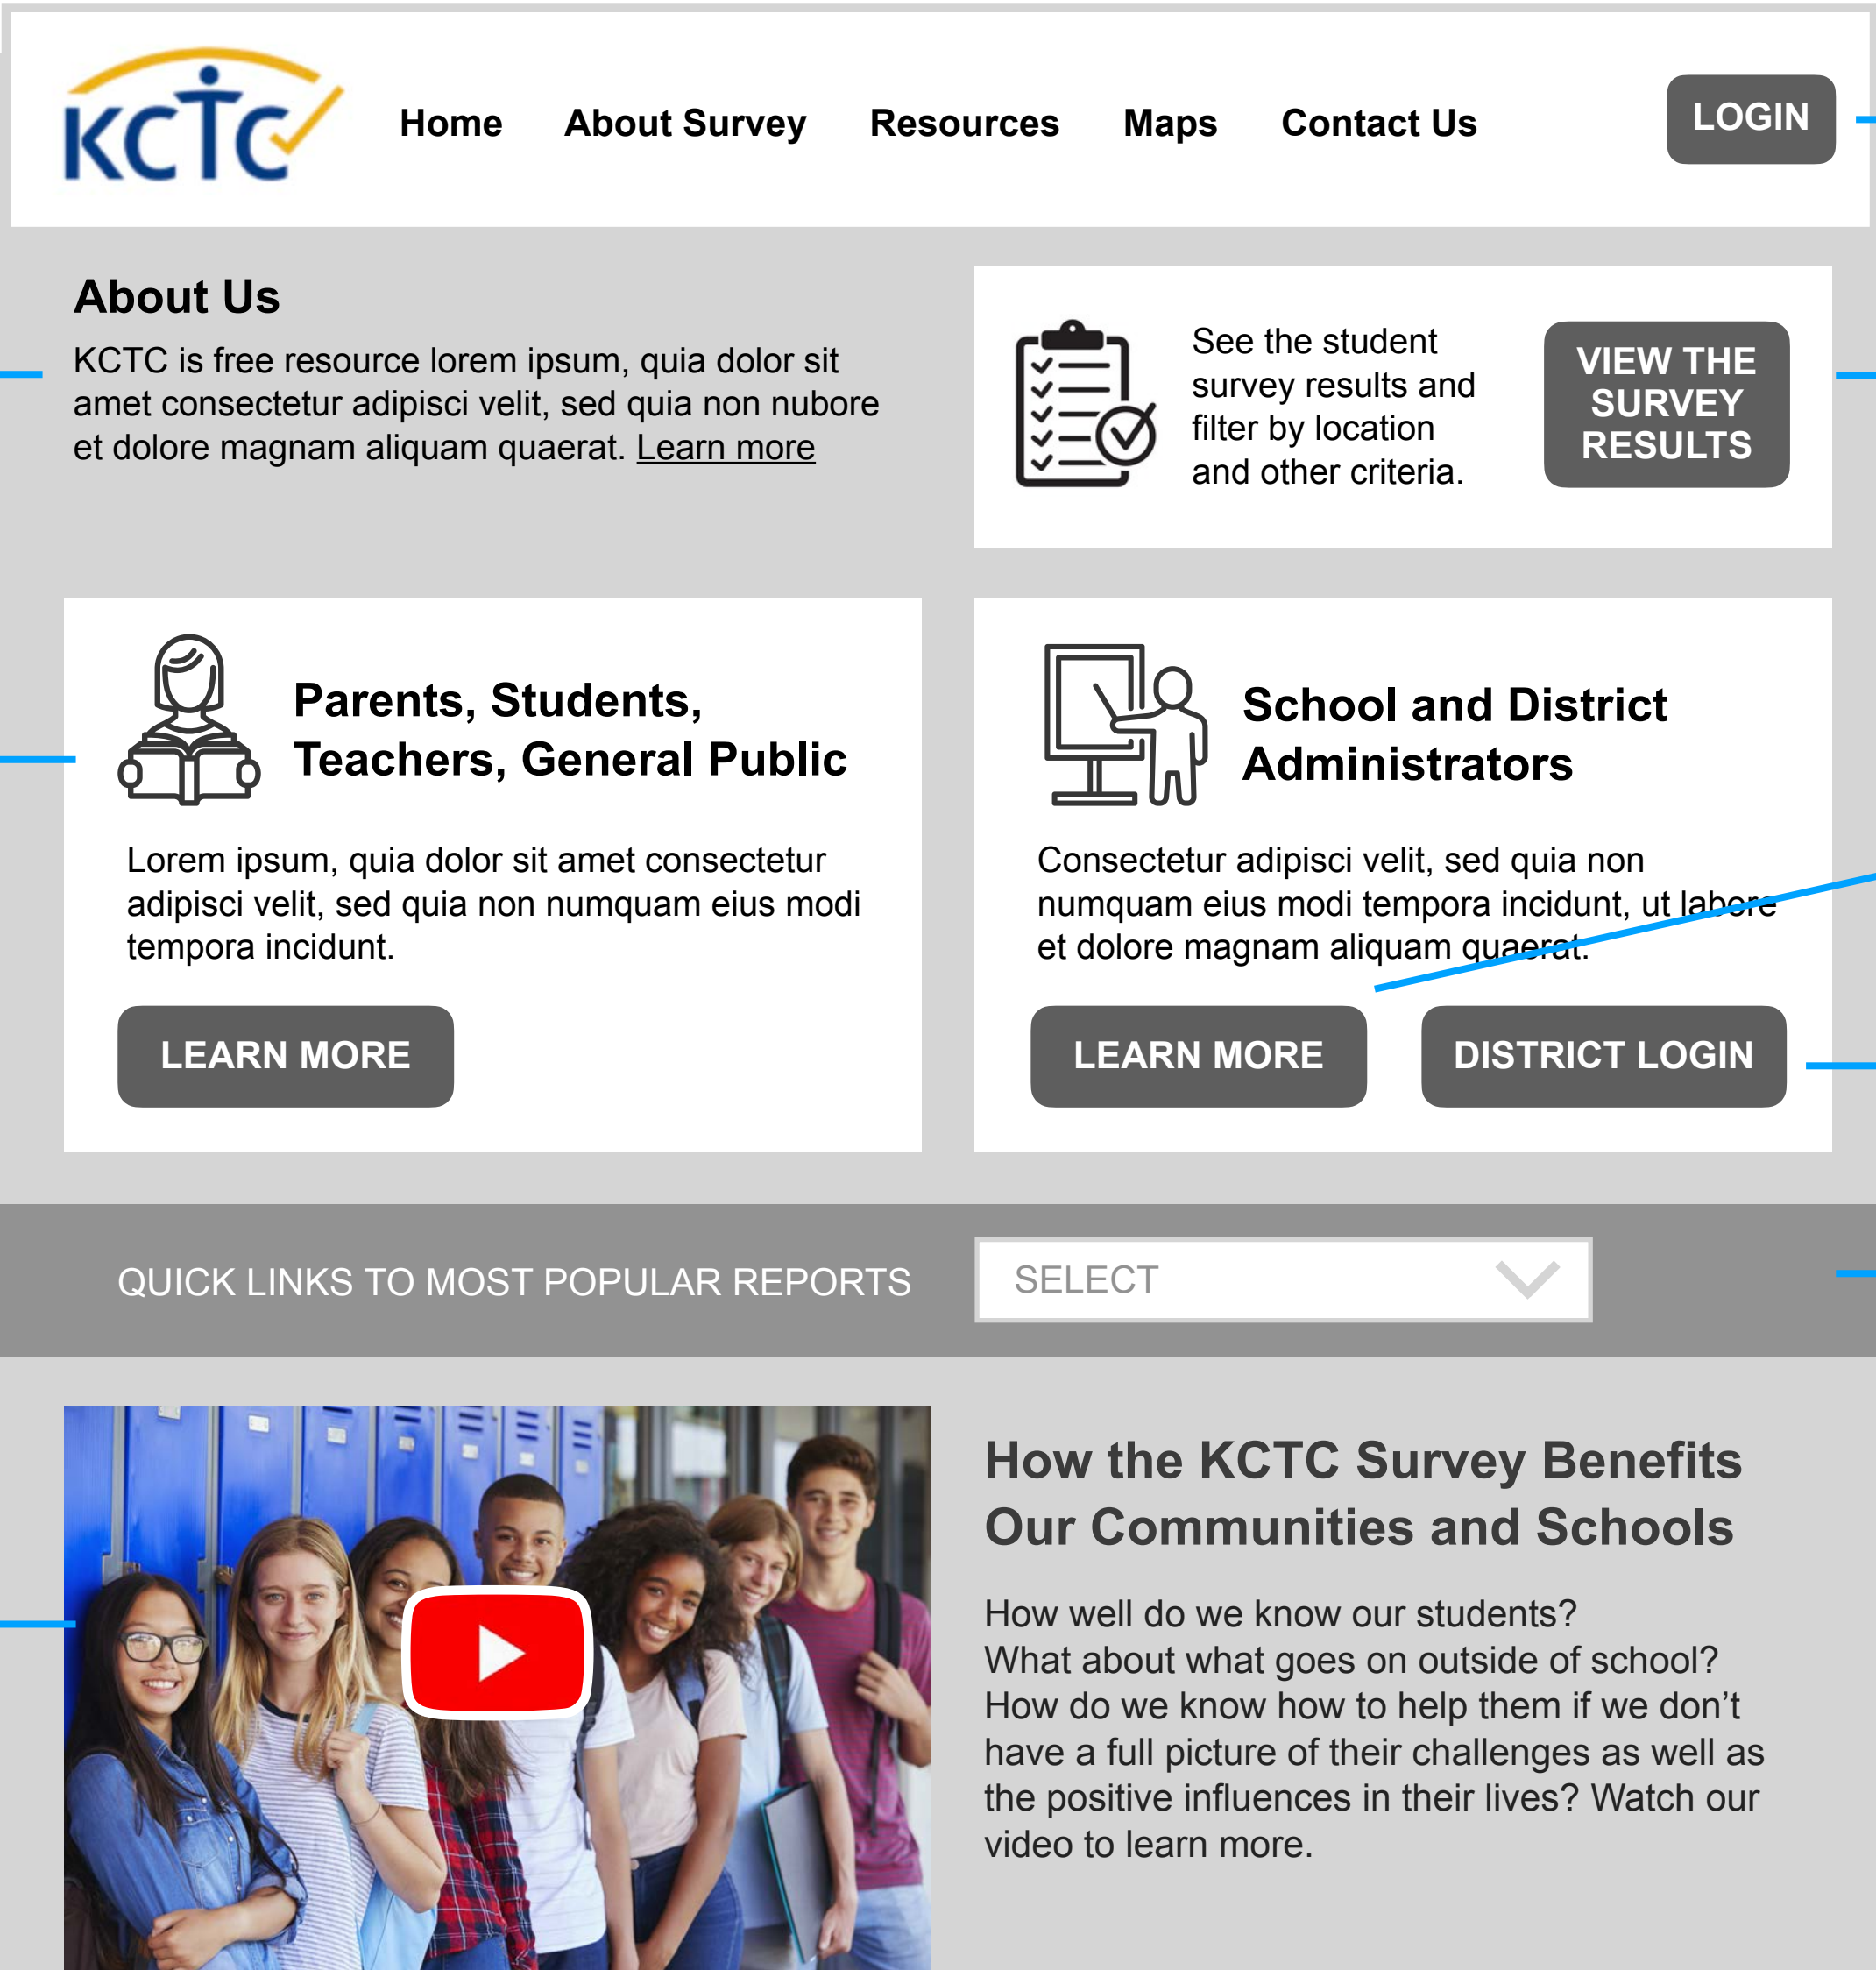 KCTC
Home About Survey Resources Maps Contact Us
LOGIN
About Us
KCTC is free resource lorem ipsum, quia dolor sit
amet consectetur adipisci velit, sed quia non nubore
et dolore magnam aliquam quaerat. Learn more
See the student
survey results and
filter by location
and other criteria.
VIEW THE
SURVEY
RESULTS
Parents, Students,
Teachers, General Public
Lorem ipsum, quia dolor sit amet consectetur
adipisci velit, sed quia non numquam eius modi
tempora incidunt.
LEARN MORE
School and District
Administrators
Consectetur adipisci velit, sed quia non
numquam eius modi tempora incidunt, ut labore
et dolore magnam aliquam quaerat.
LEARN MORE
DISTRICT LOGIN
QUICK LINKS TO MOST POPULAR REPORTS
SELECT
How the KCTC Survey Benefits
Our Communities and Schools
How well do we know our students?
What about what goes on outside of school?
How do we know how to help them if we don’t
have a full picture of their challenges as well as
the positive influences in their lives? Watch our
video to learn more.